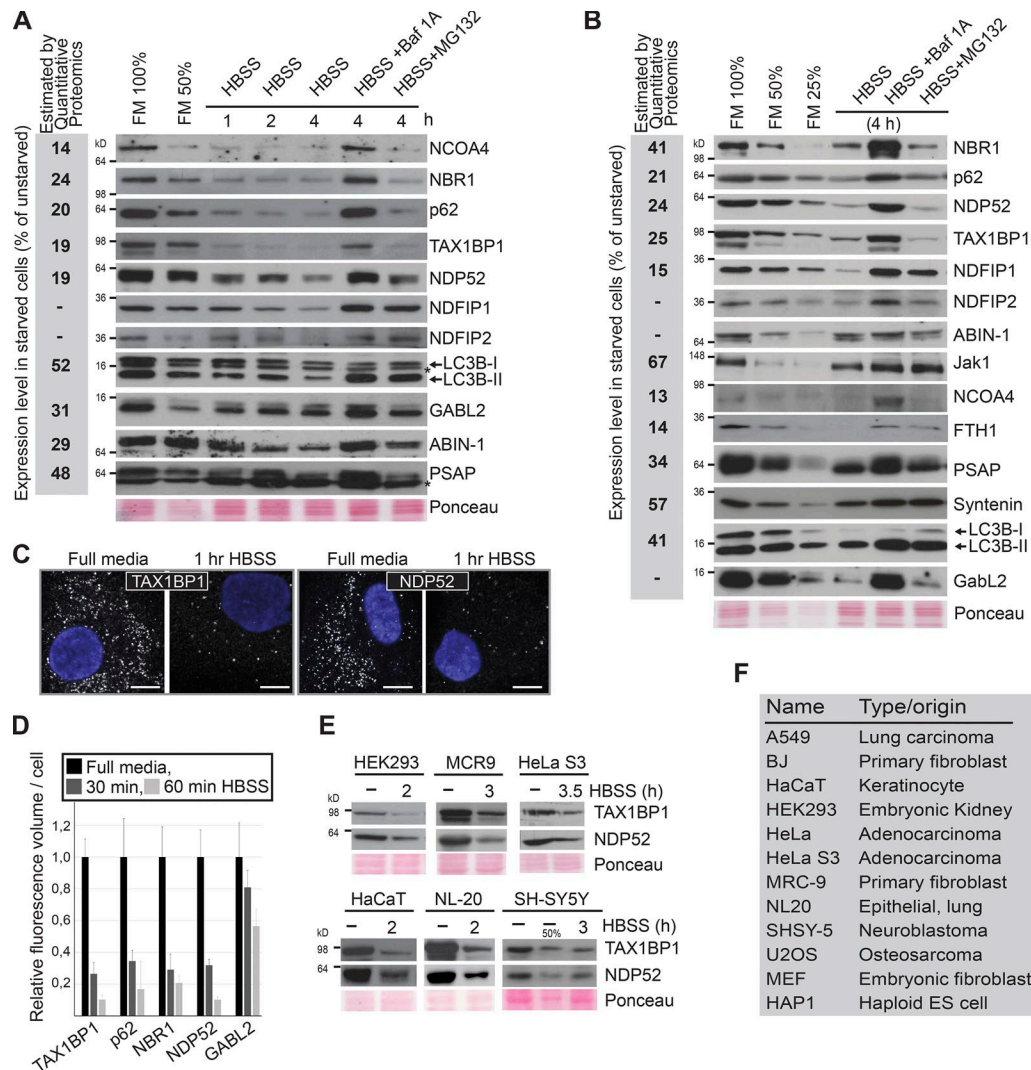 A
Estimated by
Quantitative
Proteomics
Expression level in starved cells (% of unstarved)
FM 100%
FM 50%
HBSS
HBSS
HBSS
HBSS +Baf 1A
HBSS+MG132
1 2 4 4 4 h
kD
14 64 NCOA4
24 98 NBR1
20 64 p62
19 98 TAX1BP1
19 64 NDP52
- 36 NDFIP1
- 36 NDFIP2
52 16 LC3B-I
*
LC3B-II
31 16 GABL2
29 64 ABIN-1
48 64 PSAP
*
Ponceau
B
Estimated by
Quantitative
Proteomics
Expression level in starved cells (% of unstarved)
FM 100%
FM 50%
FM 25%
HBSS
HBSS +Baf 1A
HBSS+MG132
(4 h)
kD
41 98 NBR1
21 64 p62
24 64 NDP52
25 98 TAX1BP1
15 36 NDFIP1
- 36 NDFIP2
- 64 ABIN-1
67 148 Jak1
13 64 NCOA4
14 16 FTH1
34 64 PSAP
57 36 Syntenin
41 16 LC3B-I
LC3B-II
- 16 GabL2
Ponceau
C
Full media 1 hr HBSS Full media 1 hr HBSS
TAX1BP1 NDP52
D
Full media,
30 min, 60 min HBSS
Relative fluorescence volume / cell
1,2
1,0
0,8
0,6
0,4
0,2
TAX1BP1
p62
NBR1
NDP52
GABL2
E
HEK293 MCR9 HeLa S3
– 2 – 3 – 3.5 HBSS (h)
kD
98 TAX1BP1
64 NDP52
Ponceau
HaCaT NL-20 SH-SY5Y
HBSS (h)
– 2 – 2 – – 3
50%
98 TAX1BP1
64 NDP52
Ponceau
F
Name Type/origin
A549 Lung carcinoma
BJ Primary fibroblast
HaCaT Keratinocyte
HEK293 Embryonic Kidney
HeLa Adenocarcinoma
HeLa S3 Adenocarcinoma
MRC-9 Primary fibroblast
NL20 Epithelial, lung
SHSY-5 Neuroblastoma
U2OS Osteosarcoma
MEF Embryonic fibroblast
HAP1 Haploid ES cell